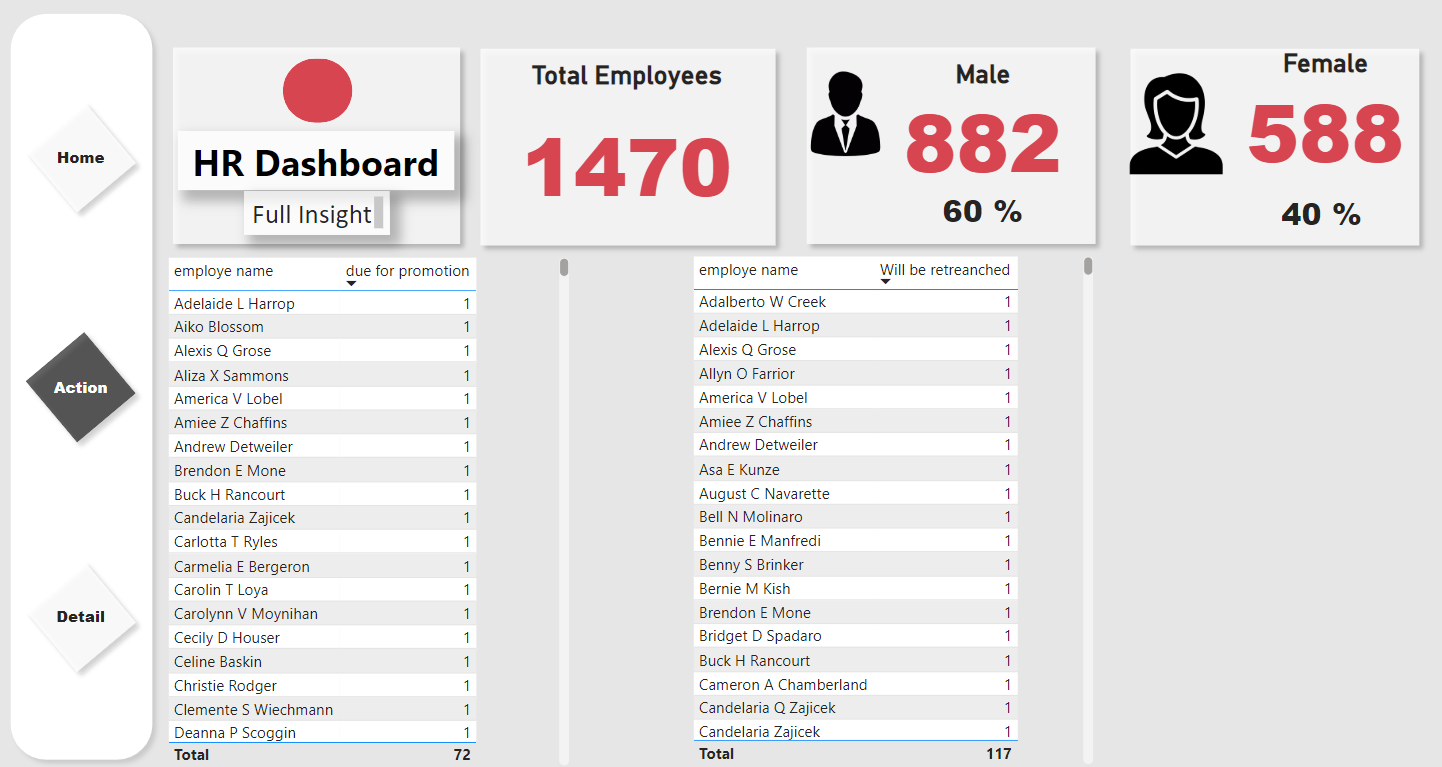 Home
Action
Detail
HR Dashboard
Full Insight
Total Employees
1470
Male
882
60 %
Female
588
40 %
employe name due for promotion
Adelaide L Harrop 1
Aiko Blossom 1
Alexis Q Grose 1
Aliza X Sammons 1
America V Lobel 1
Amiee Z Chaffins 1
Andrew Detweiler 1
Brendon E Mone 1
Buck H Rancourt 1
Candelaria Zajicek 1
Carlotta T Ryles 1
Carmelia E Bergeron 1
Carolin T Loya 1
Carolynn V Moynihan 1
Cecily D Houser 1
Celine Baskin 1
Christie Rodger 1
Clemente S Wiechmann 1
Deanna P Scoggin 1
Total 72
employe name Will be retreanched
Adalberto W Creek 1
Adelaide L Harrop 1
Alexis Q Grose 1
Allyn O Farrior 1
America V Lobel 1
Amiee Z Chaffins 1
Andrew Detweiler 1
Asa E Kunze 1
August C Navarette 1
Bell N Molinaro 1
Bennie E Manfredi 1
Benny S Brinker 1
Bernie M Kish 1
Brendon E Mone 1
Bridget D Spadaro 1
Buck H Rancourt 1
Cameron A Chamberland 1
Candelaria Q Zajicek 1
Candelaria Zajicek 1
Total 117